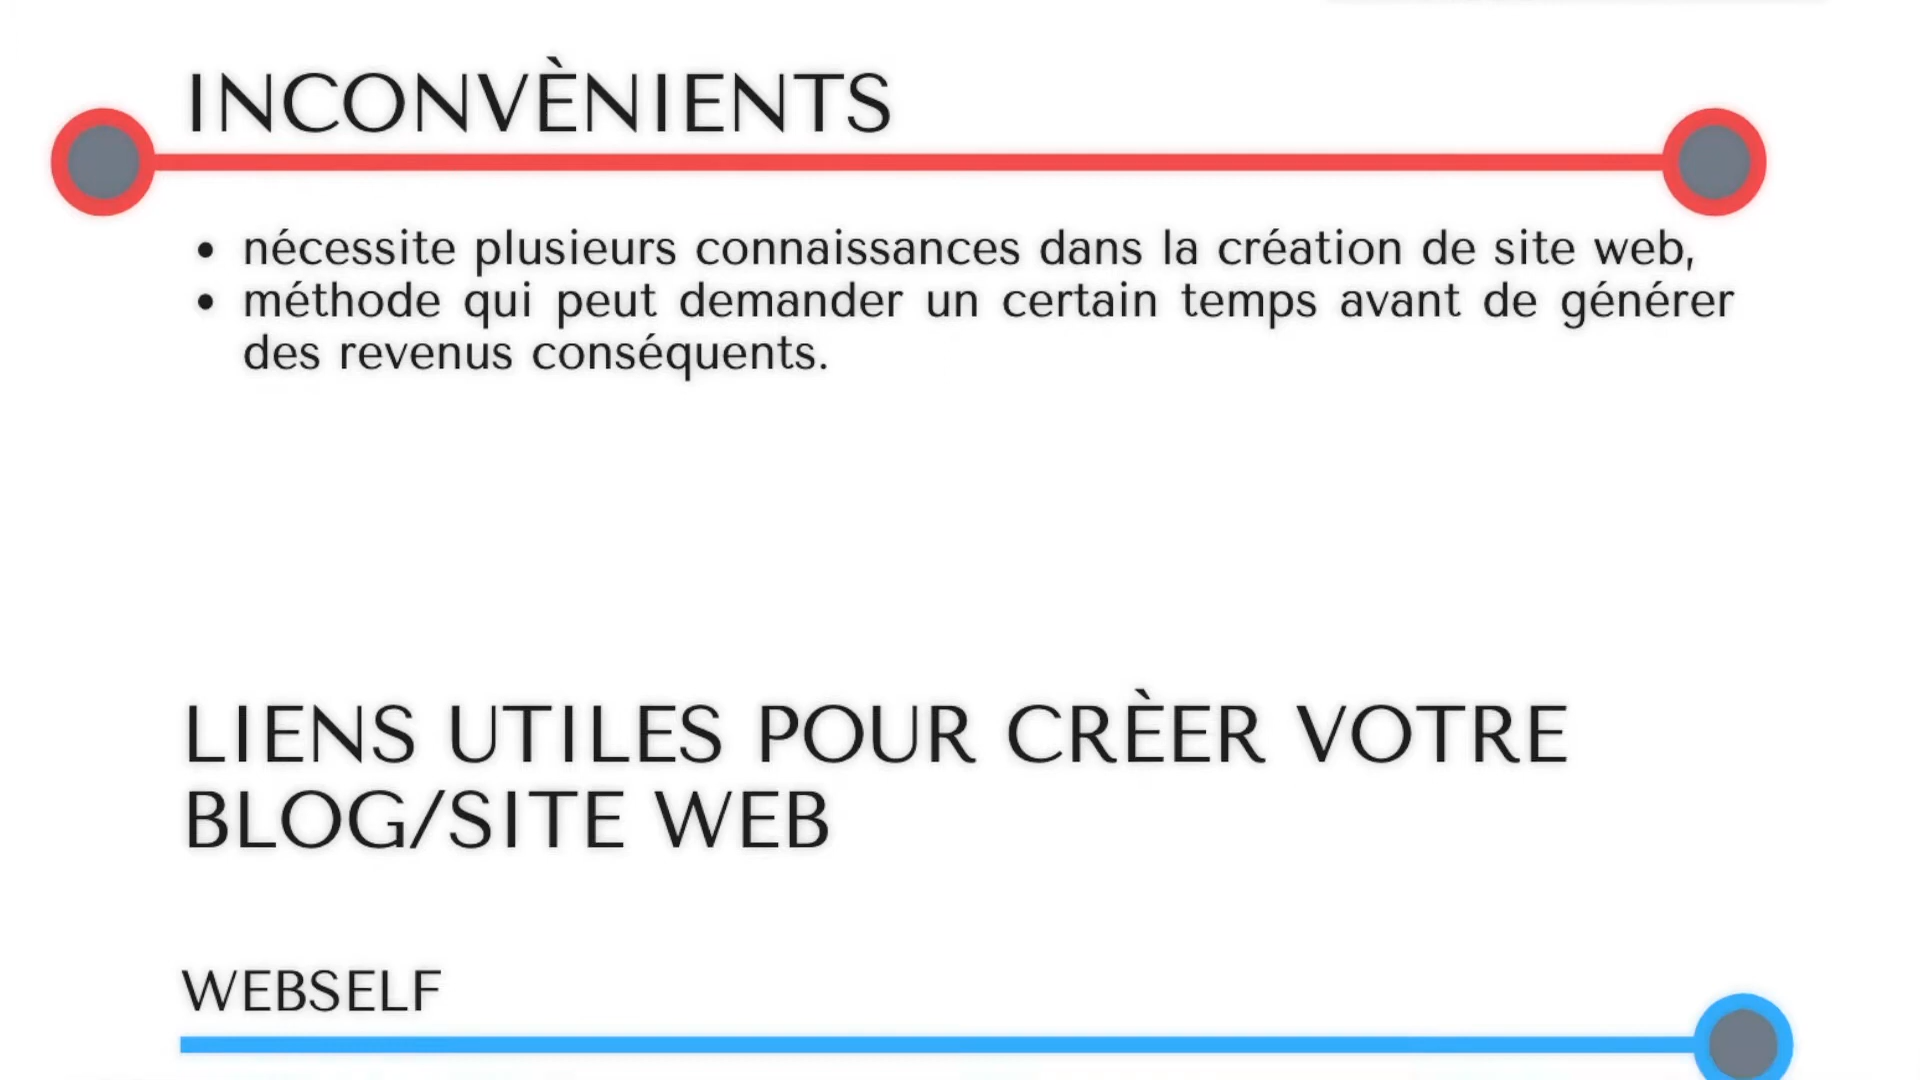 INCONVÈNIENTS
• nécessite plusieurs connaissances dans la création de site web,
• méthode qui peut demander un certain temps avant de générer
des revenus conséquents.
LIENS UTILES POUR CRÈER VOTRE
BLOG/SITE WEB
WEBSELF